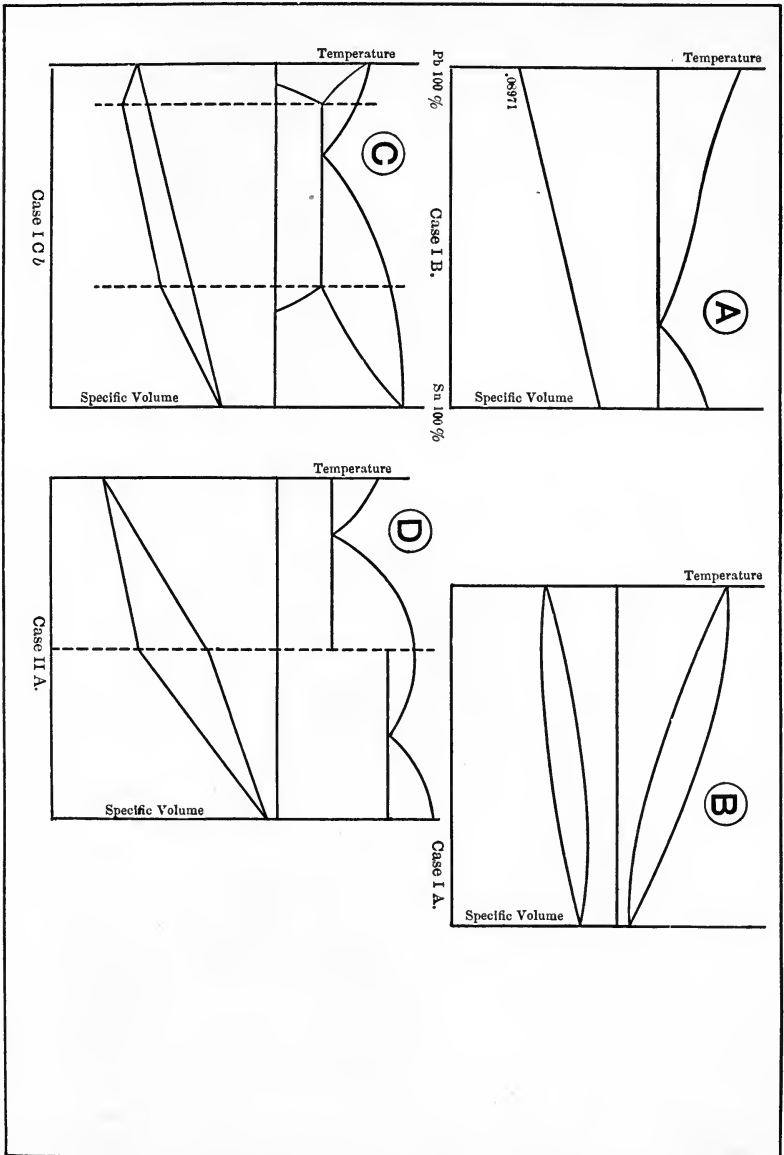 Temperature
A
.08971
Specific Volume
Pb 100 %
Case I B.
Sn 100%
Temperature
B
Specific Volume
Case I A.
Temperature
C
Specific Volume
Case I C b
Temperature
D
Specific Volume
Case II A.